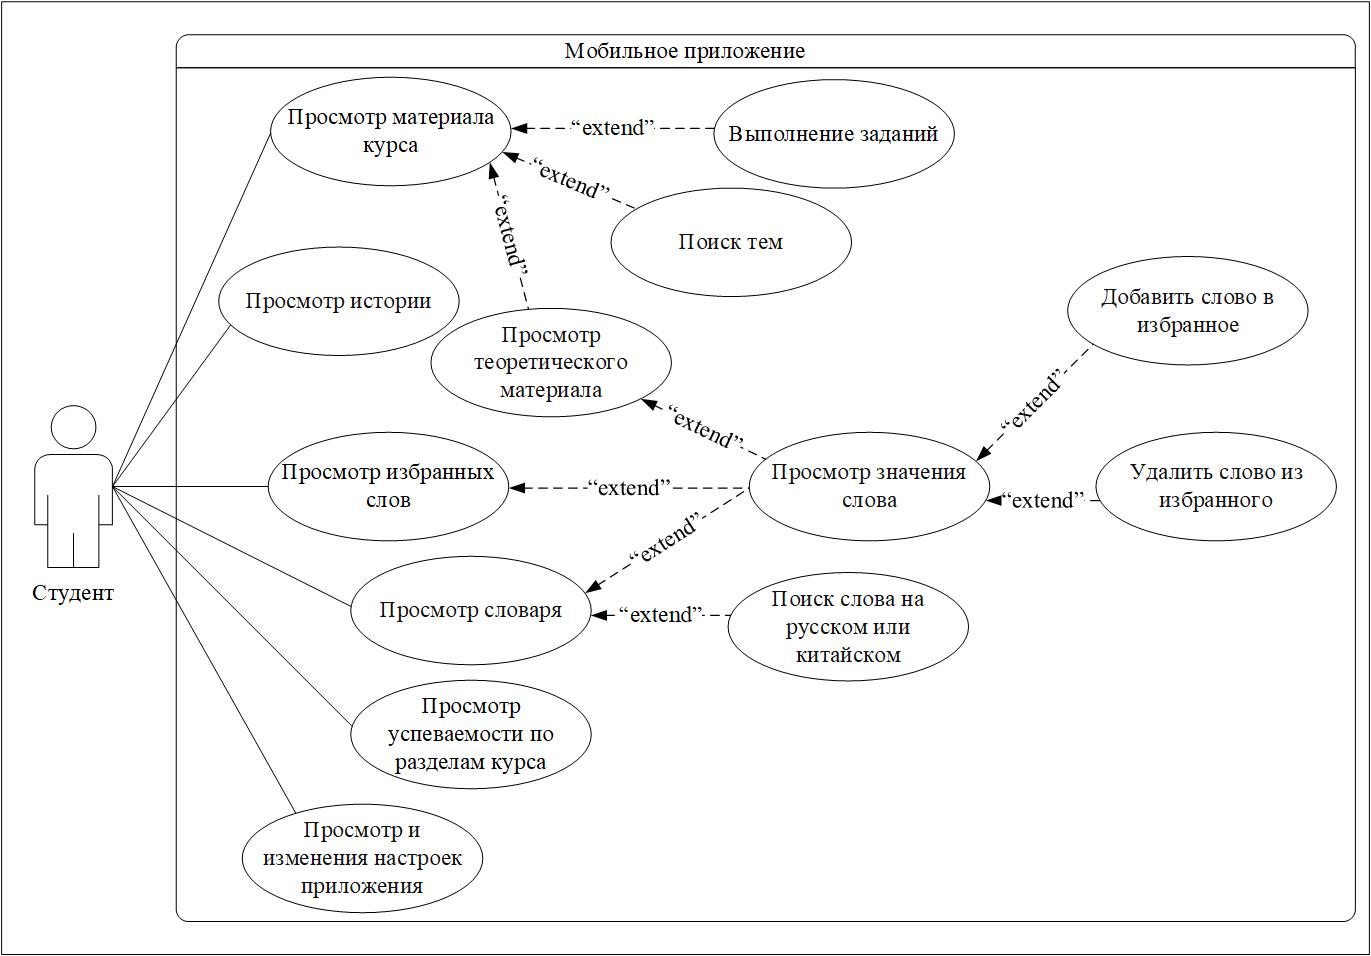 Мобильное приложение
Просмотр материала
курса
“extend”
Выполнение заданий
“extend”
Поиск тем
“extend”
Просмотр истории
Просмотр
теоретического
материала
Добавить слово в
избранное
“extend”
“extend”
Просмотр избранных
слов
“extend”
Просмотр значения
слова
“extend”
Удалить слово из
избранного
“extend”
Студент
Просмотр словаря
“extend”
Поиск слова на
русском или
китайском
Просмотр
успеваемости по
разделам курса
Просмотр и
изменения настроек
приложения